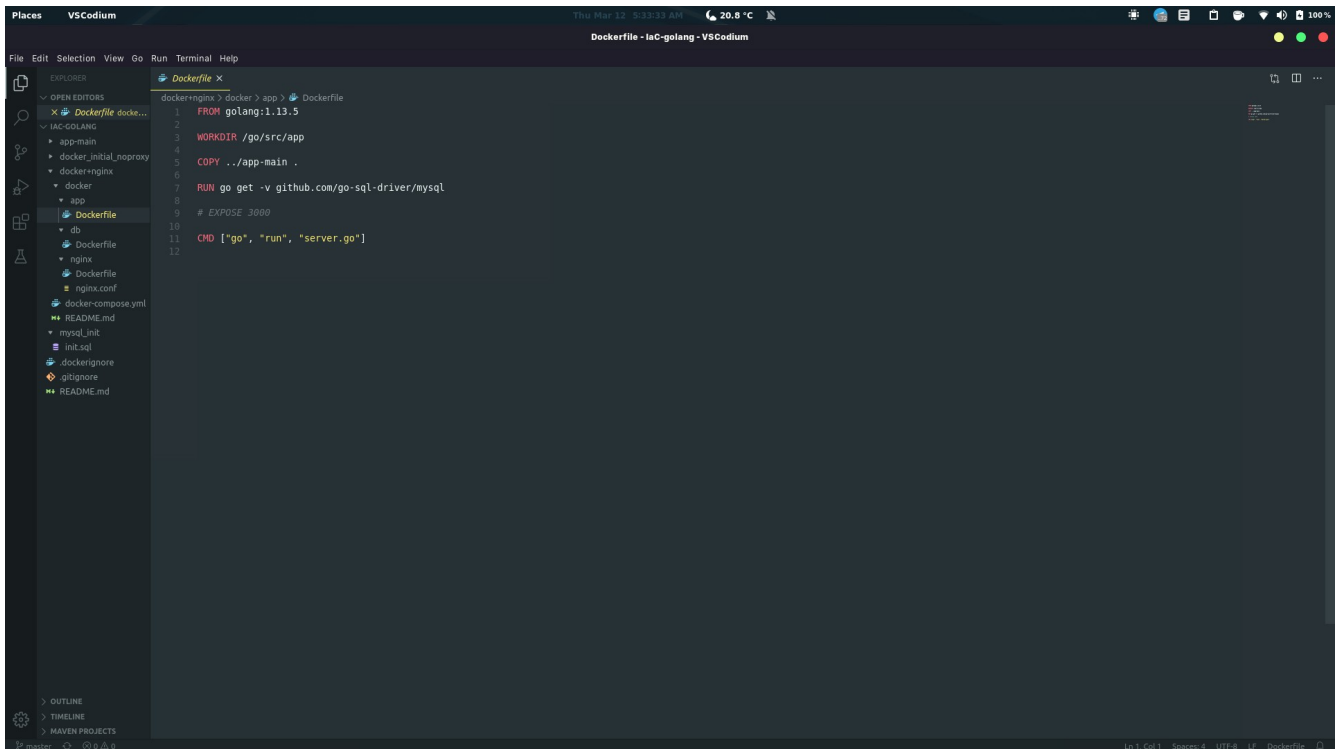 Places VSCodium Thu Mar 12 5:33:33 AM 20.8 °C 100 %
Dockerfile - IaC-golang - VSCodium
File Edit Selection View Go Run Terminal Help
EXPLORER
OPEN EDITORS
Dockerfile docke...
IAC-GOLANG
app-main
docker_initial_noproxy
docker+nginx
docker
app
Dockerfile
db
Dockerfile
nginx
Dockerfile
nginx.conf
docker-compose.yml
README.md
mysql_init
init.sql
.dockerignore
.gitignore
README.md
OUTLINE
TIMELINE
MAVEN PROJECTS
Dockerfile
docker+nginx > docker > app > Dockerfile
1 FROM golang:1.13.5
2
3 WORKDIR /go/src/app
4
5 COPY ../app-main .
6
7 RUN go get -v github.com/go-sql-driver/mysql
8
9 # EXPOSE 3000
10
11 CMD ["go", "run", "server.go"]
12
master 0 0 Ln 1, Col 1 Spaces: 4 UTF-8 LF Dockerfile